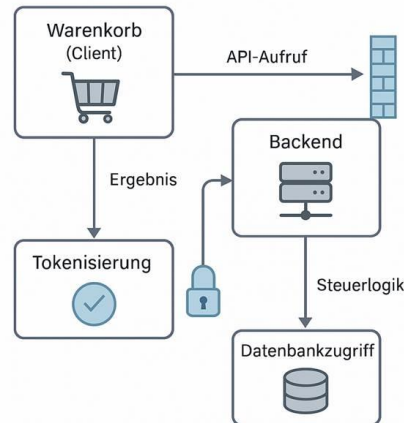 Warenkorb
(Client)
API-Aufruf
Backend
Ergebnis
Tokenisierung
Steuerlogik
Datenbankzugriff